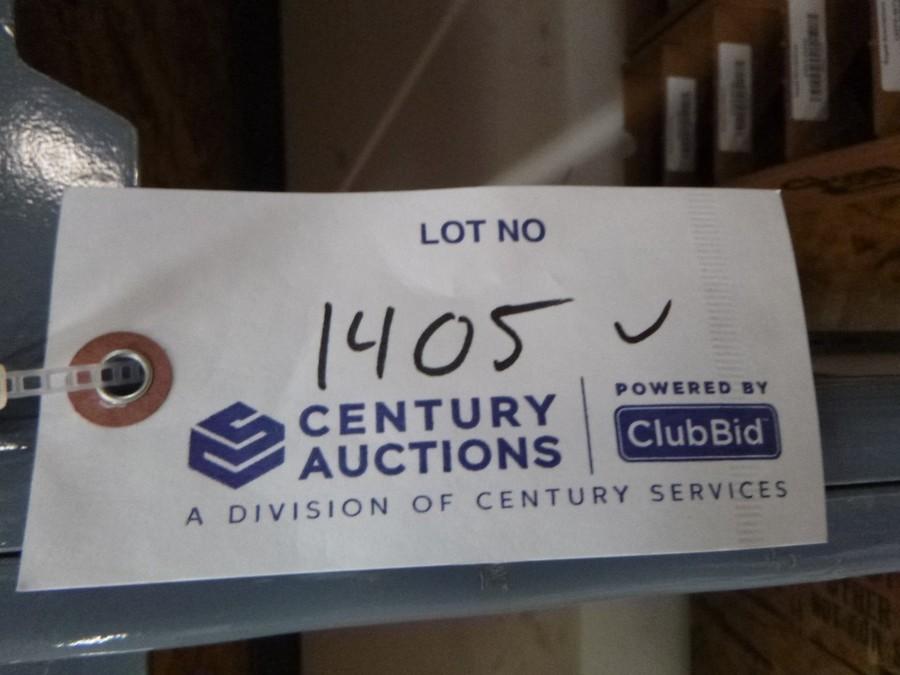 LOT NO
1405 ✓
CENTURY
AUCTIONS
POWERED BY
ClubBid
A DIVISION OF CENTURY SERVICES